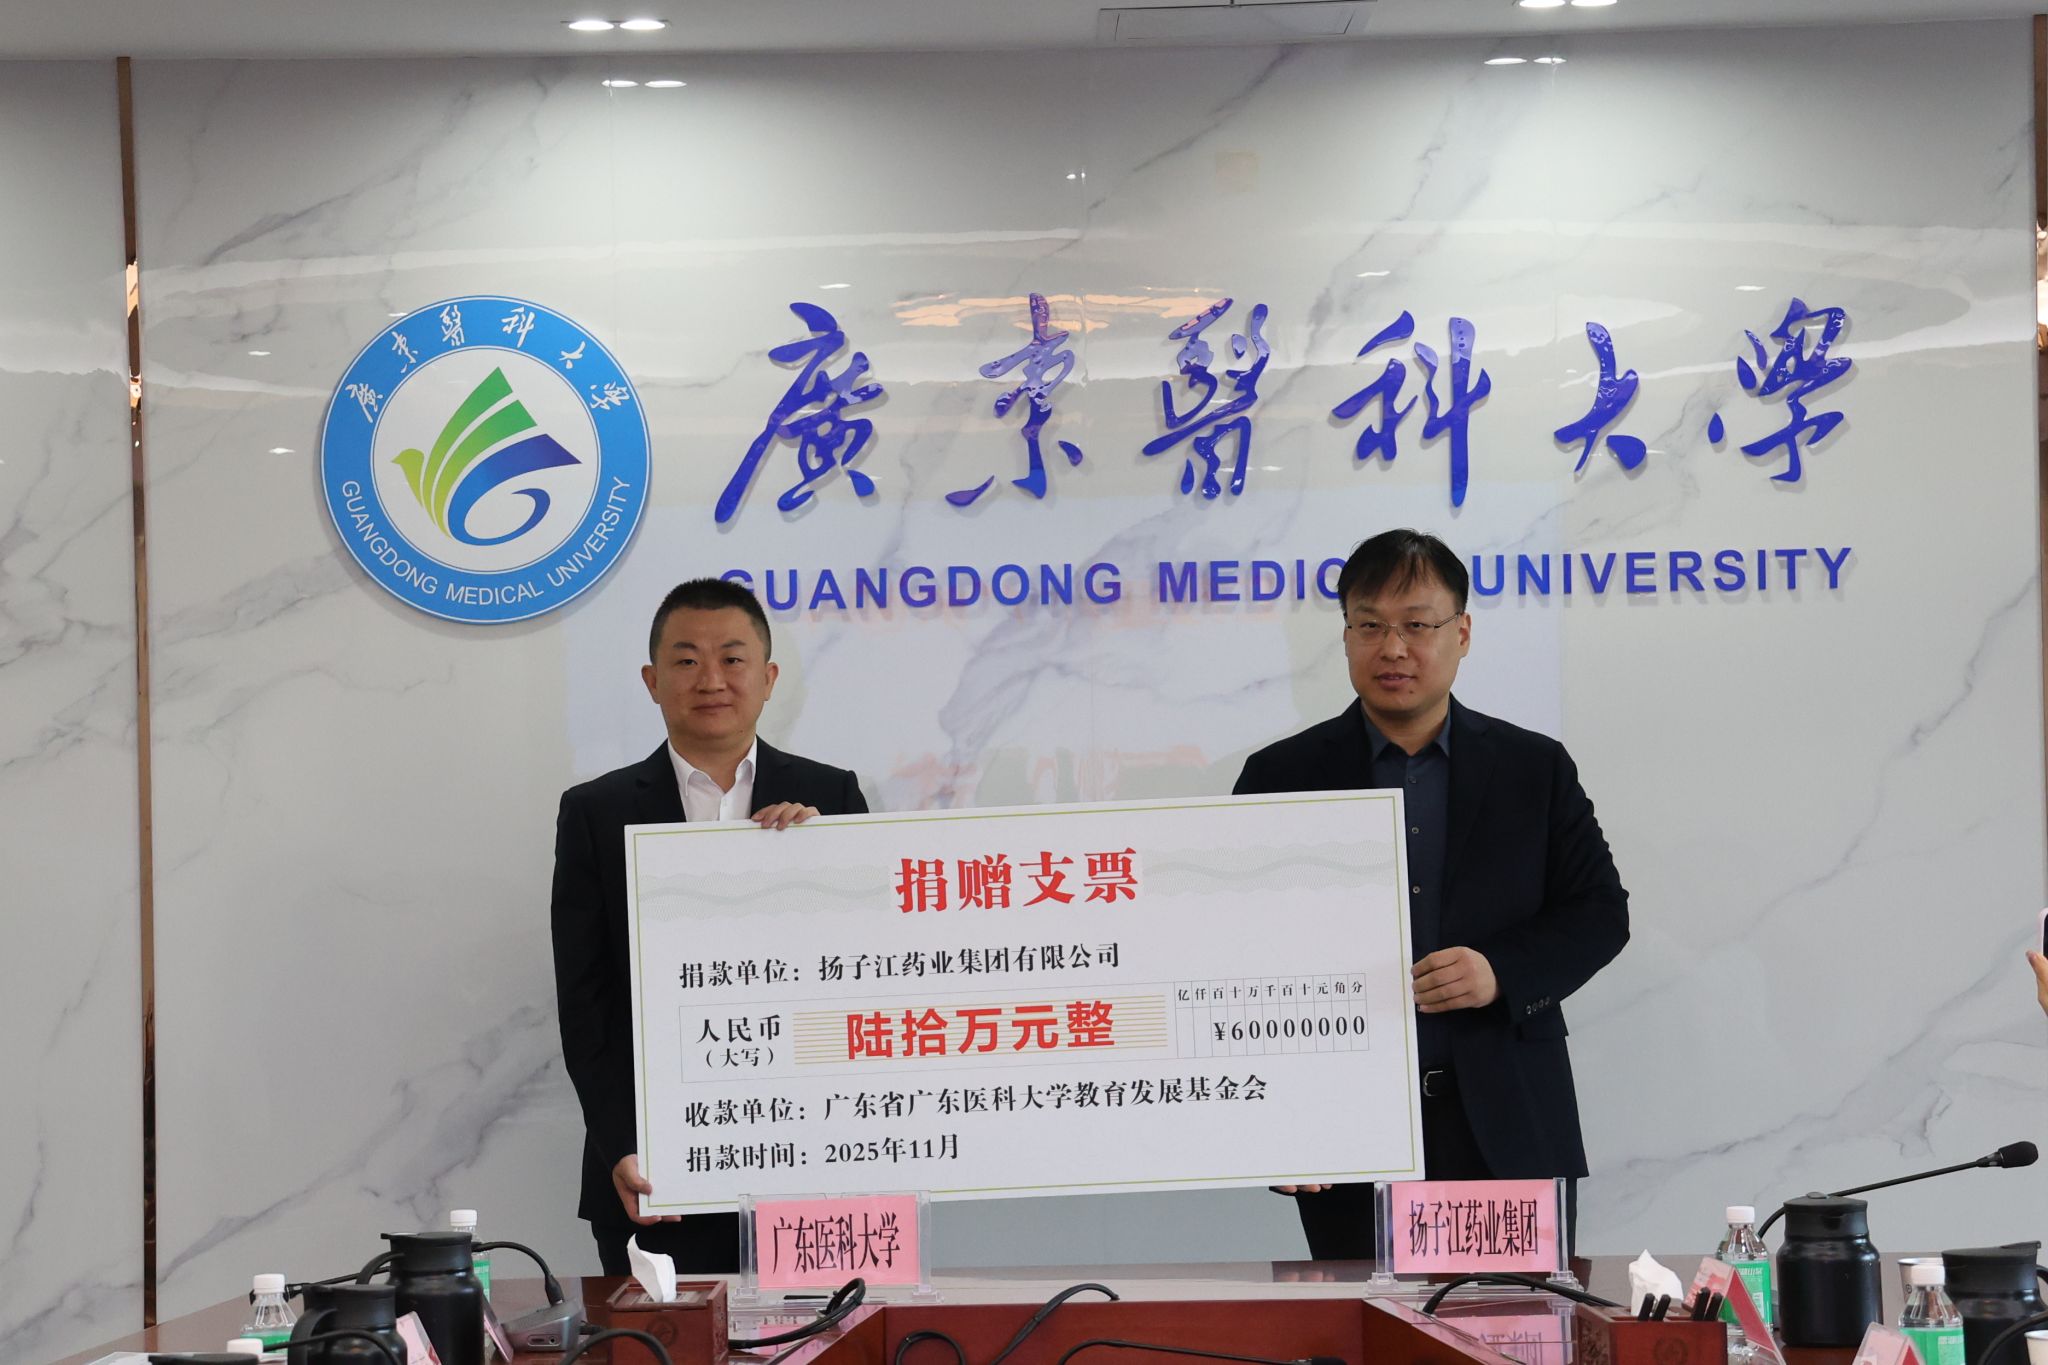 廣東醫科大學
GUANGDONG MEDICAL UNIVERSITY
廣東醫科大學
GUANGDONG MEDIC UNIVERSITY
捐赠支票
捐款单位：扬子江药业集团有限公司
人民币
（大写）
陆拾万元整
亿仟百十万千百十元角分
¥60000000
收款单位：广东省广东医科大学教育发展基金会
捐款时间：2025年11月
广东医科大学
扬子江药业集团